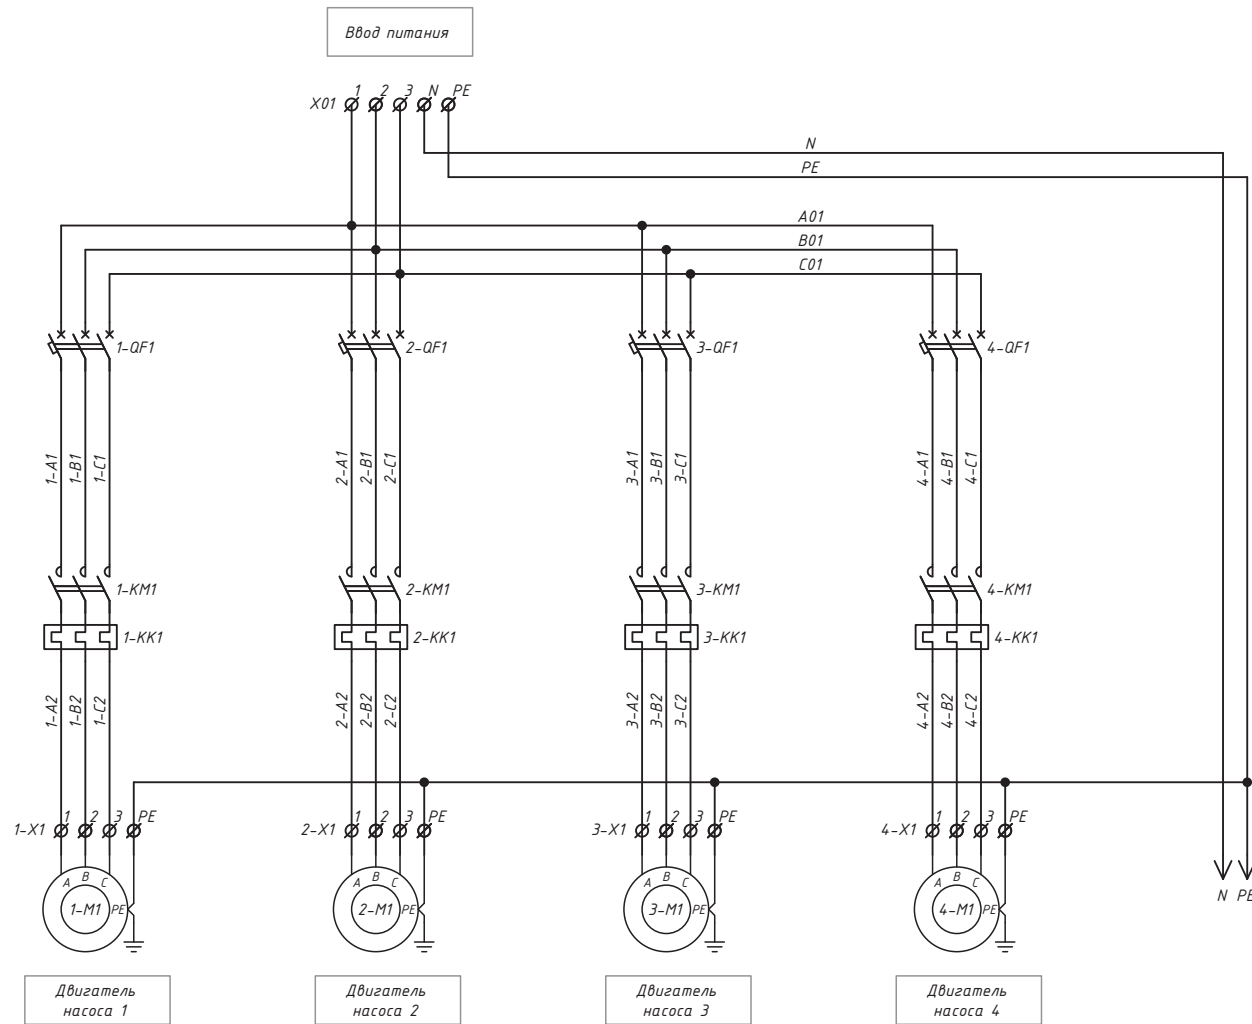 Ввод питания
X01 1 2 3 N PE
N
PE
A01
B01
C01
1-QF1 2-QF1 3-QF1 4-QF1
1-A1 1-B1 1-C1 2-A1 2-B1 2-C1 3-A1 3-B1 3-C1 4-A1 4-B1 4-C1
1-KM1 2-KM1 3-KM1 4-KM1
1-KK1 2-KK1 3-KK1 4-KK1
1-A2 1-B2 1-C2 2-A2 2-B2 2-C2 3-A2 3-B2 3-C2 4-A2 4-B2 4-C2
1-X1 1 2 3 PE 2-X1 1 2 3 PE 3-X1 1 2 3 PE 4-X1 1 2 3 PE
A B C A B C A B C A B C
1-M1 PE 2-M1 PE 3-M1 PE 4-M1 PE
N PE
Двигатель
насоса 1
Двигатель
насоса 2
Двигатель
насоса 3
Двигатель
насоса 4